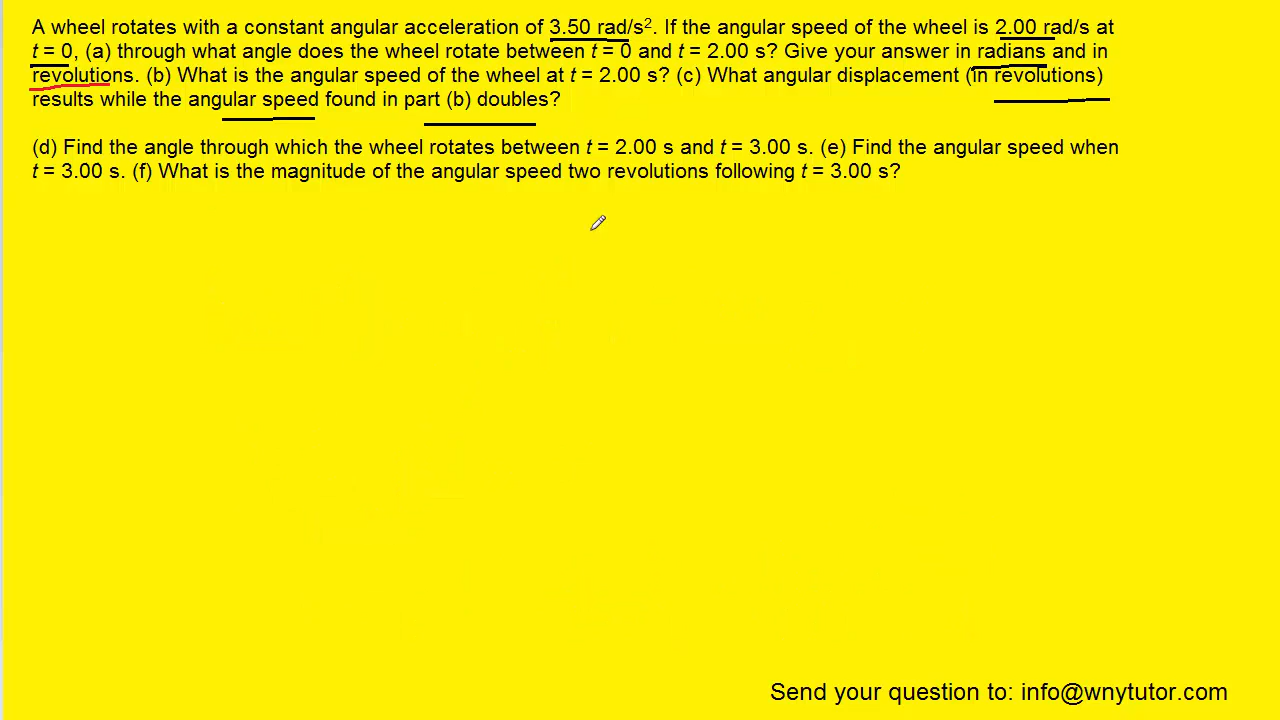 A wheel rotates with a constant angular acceleration of 3.50 rad/s². If the angular speed of the wheel is 2.00 rad/s at
t = 0, (a) through what angle does the wheel rotate between t = 0 and t = 2.00 s? Give your answer in radians and in
revolutions. (b) What is the angular speed of the wheel at t = 2.00 s? (c) What angular displacement (in revolutions)
results while the angular speed found in part (b) doubles?
(d) Find the angle through which the wheel rotates between t = 2.00 s and t = 3.00 s. (e) Find the angular speed when
t = 3.00 s. (f) What is the magnitude of the angular speed two revolutions following t = 3.00 s?
Send your question to: info@wnytutor.com